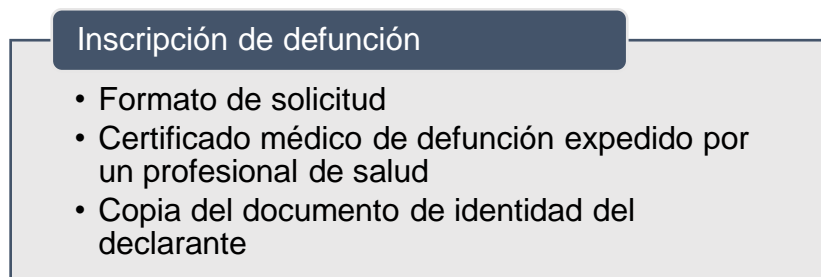 Inscripción de defunción
• Formato de solicitud
• Certificado médico de defunción expedido por
un profesional de salud
• Copia del documento de identidad del
declarante